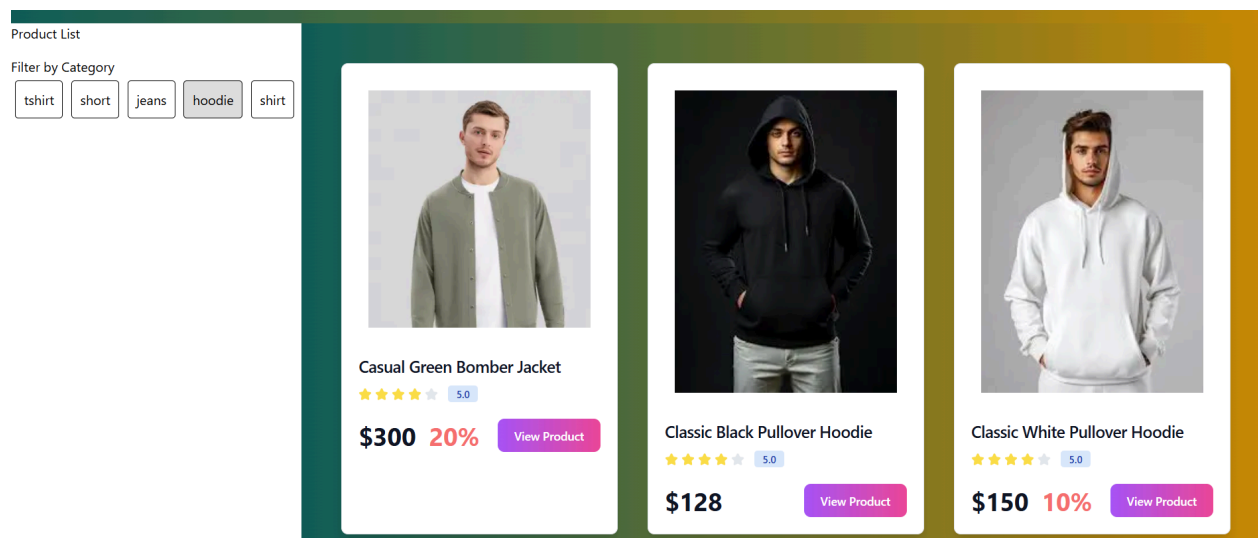 Product List
Filter by Category
tshirt short jeans hoodie shirt
Casual Green Bomber Jacket
5.0
$300 20% View Product
Classic Black Pullover Hoodie
5.0
$128 View Product
Classic White Pullover Hoodie
5.0
$150 10% View Product